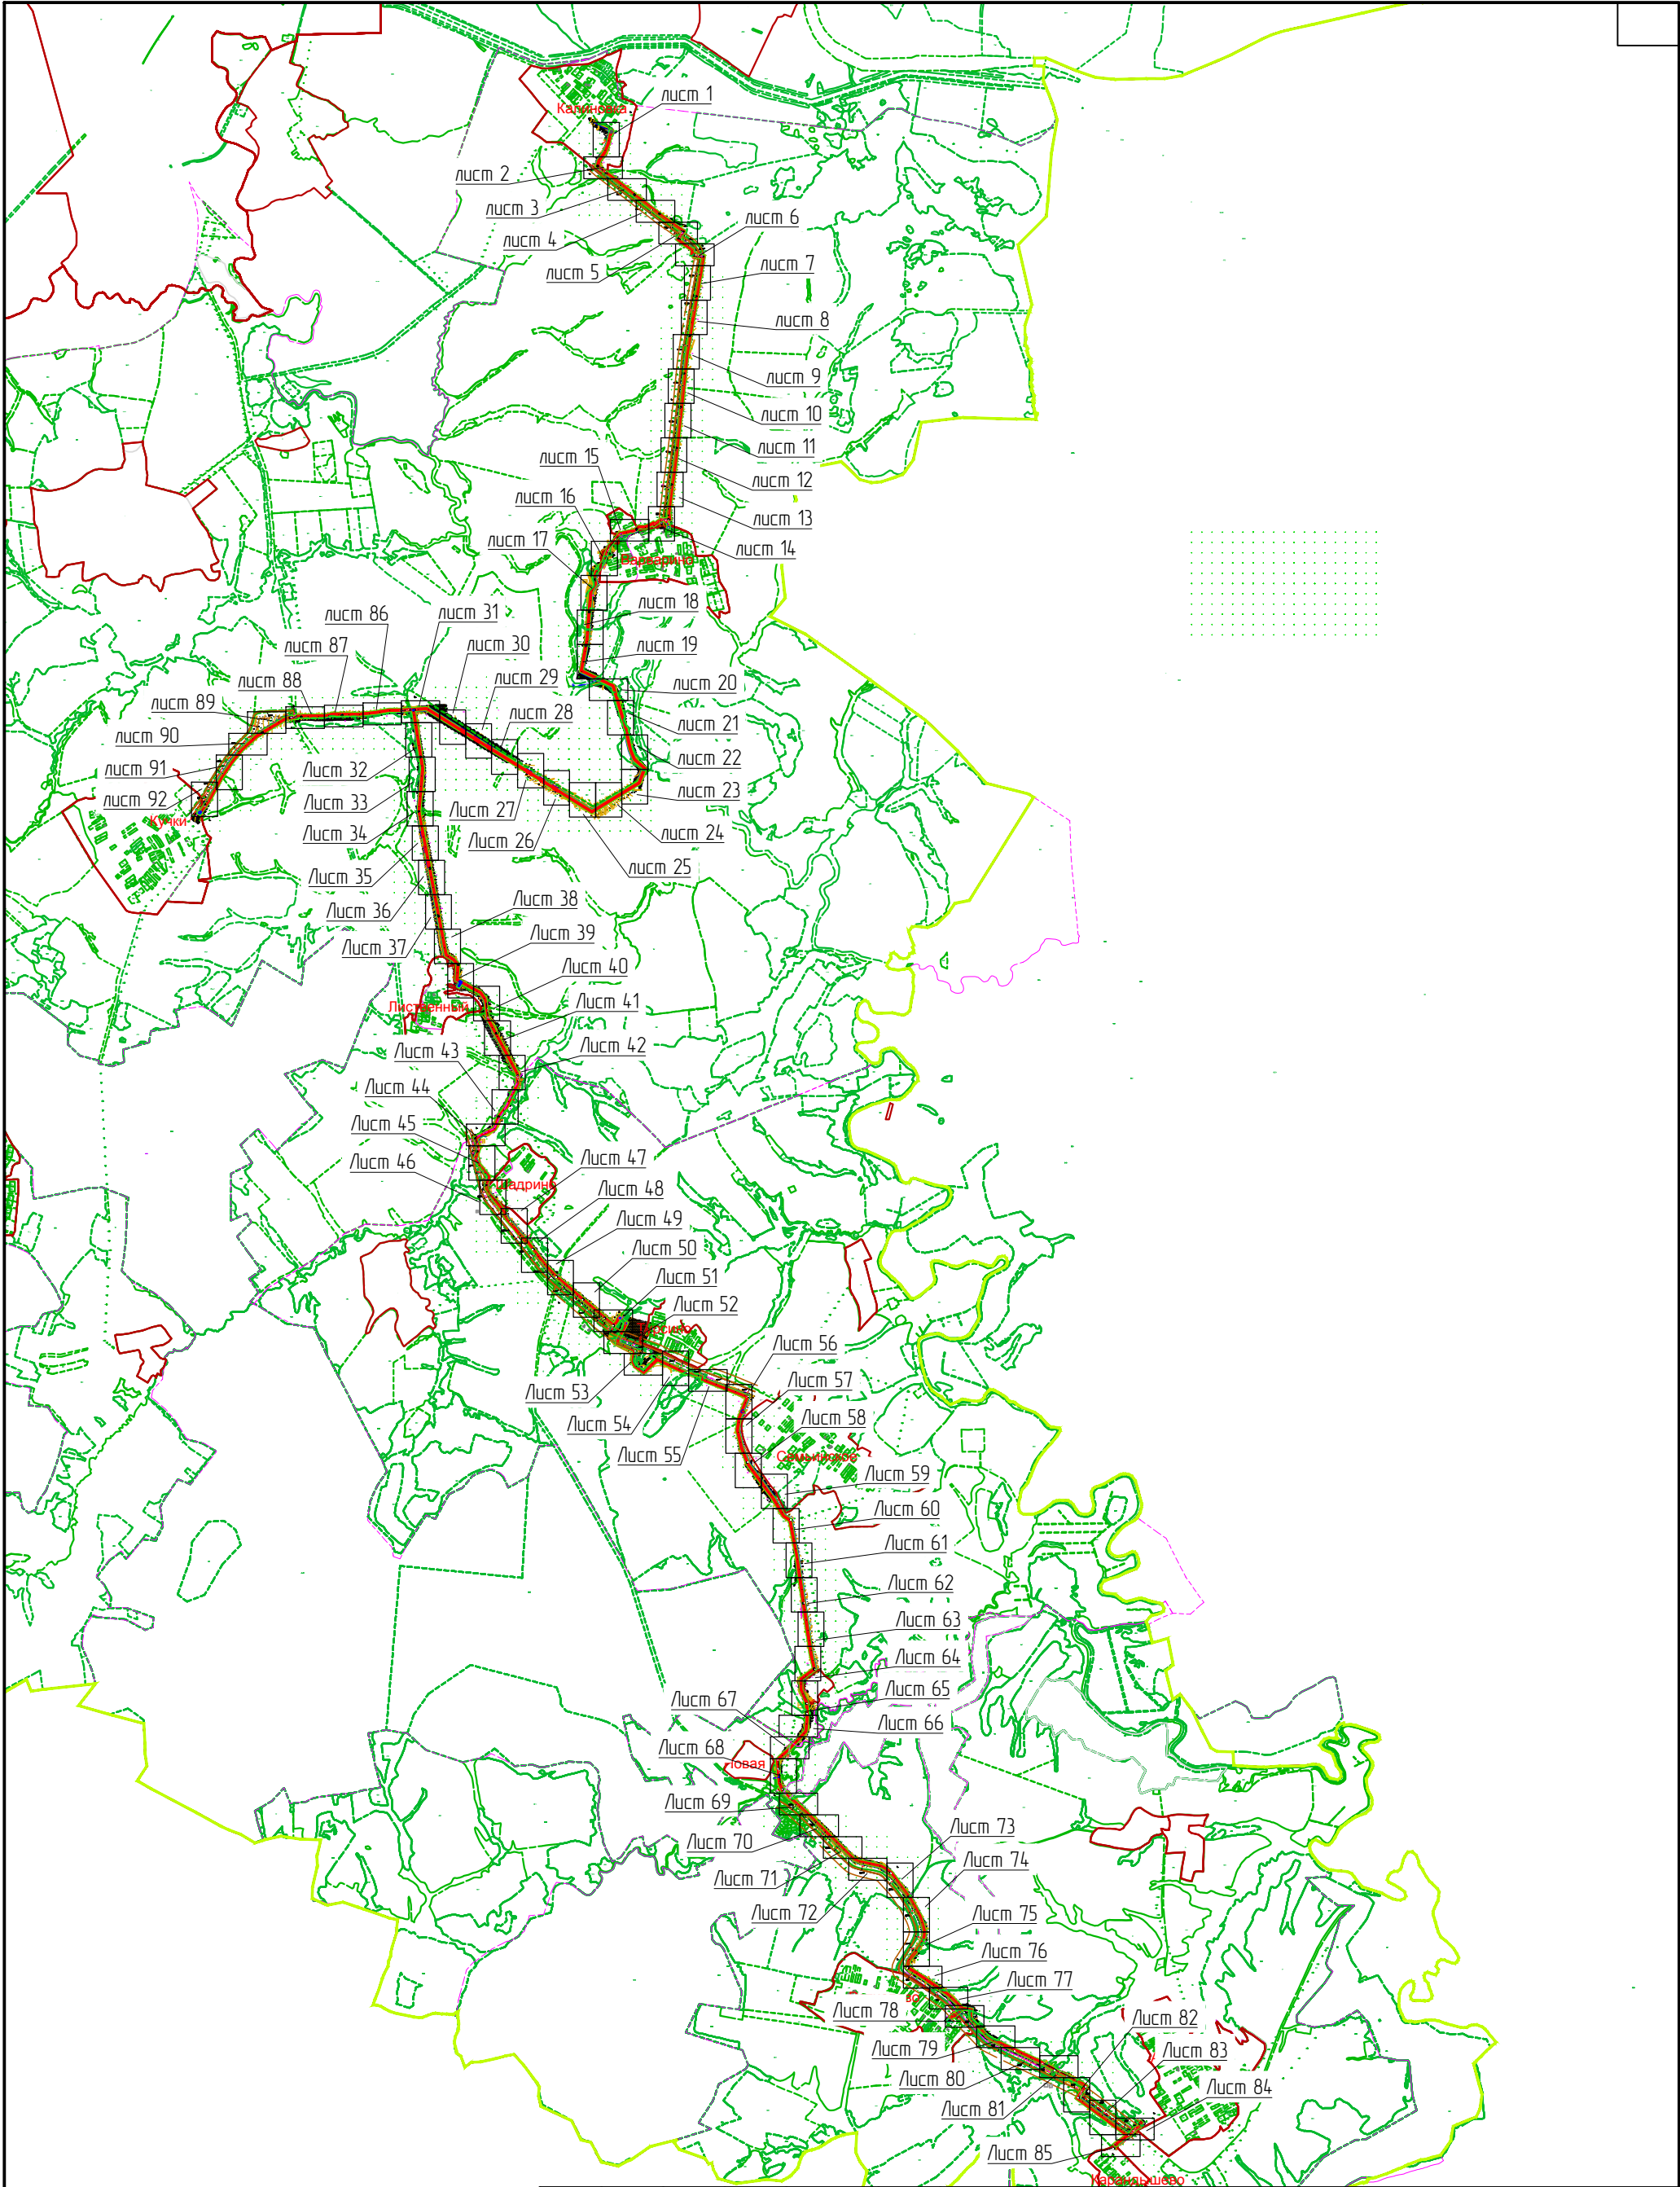 лист 1
Калиновка
лист 2
лист 3
лист 6
лист 4
лист 5
лист 7
лист 8
лист 9
лист 10
лист 11
лист 15
лист 12
лист 16
лист 13
лист 17
лист 14
Варварино
лист 18
лист 86
лист 31
лист 87
лист 30
лист 19
лист 88
лист 29
лист 20
лист 89
лист 28
лист 21
лист 90
лист 22
лист 91
Лист 32
лист 92
Лист 33
Лист 27
лист 23
Кучки
Лист 34
Лист 26
лист 24
лист 25
Лист 35
Лист 38
Лист 36
Лист 39
Лист 37
Лист 40
Лиственный
Лист 41
Лист 43
Лист 42
Лист 44
Лист 45
Лист 46
Лист 47
Шадрино
Лист 48
Лист 49
Лист 50
Лист 51
Лист 52
Лист 56
Лист 57
Лист 53
Лист 54
Лист 58
Лист 55
Семьинское
Лист 59
Лист 60
Лист 61
Лист 62
Лист 63
Лист 64
Лист 65
Лист 67
Лист 66
Лист 68
овая
Лист 69
Лист 73
Лист 70
Лист 74
Лист 71
Лист 72
Лист 75
Лист 76
Лист 77
во
Лист 78
Лист 82
Лист 79
Лист 83
Лист 80
Лист 84
Лист 81
Лист 85
Карандышево